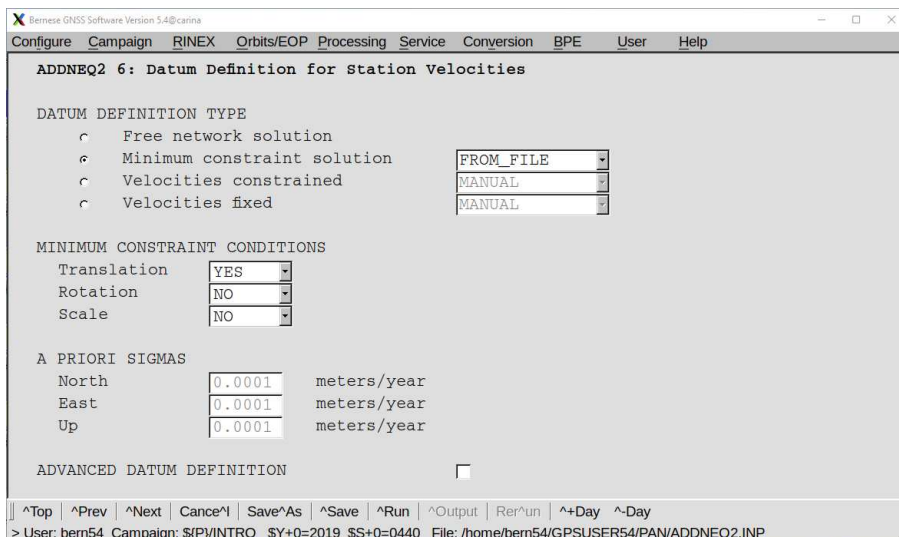 Bernese GNSS Software Version 5.4@carina
Configure Campaign RINEX Orbits/EOP Processing Service Conversion BPE User Help
ADDNEQ2 6: Datum Definition for Station Velocities
DATUM DEFINITION TYPE
Free network solution
Minimum constraint solution FROM_FILE
Velocities constrained MANUAL
Velocities fixed MANUAL
MINIMUM CONSTRAINT CONDITIONS
Translation YES
Rotation NO
Scale NO
A PRIORI SIGMAS
North 0.0001 meters/year
East 0.0001 meters/year
Up 0.0001 meters/year
ADVANCED DATUM DEFINITION
^Top | ^Prev | ^Next | Cance^l | Save^As | ^Save | ^Run | ^Output | Rer^un | ^+Day ^-Day
> User: bern54 Campaign: ${P}/INTRO $Y+0=2019 $S+0=0440 File: /home/bern54/GPSUSER54/PAN/ADDNEQ2.INP